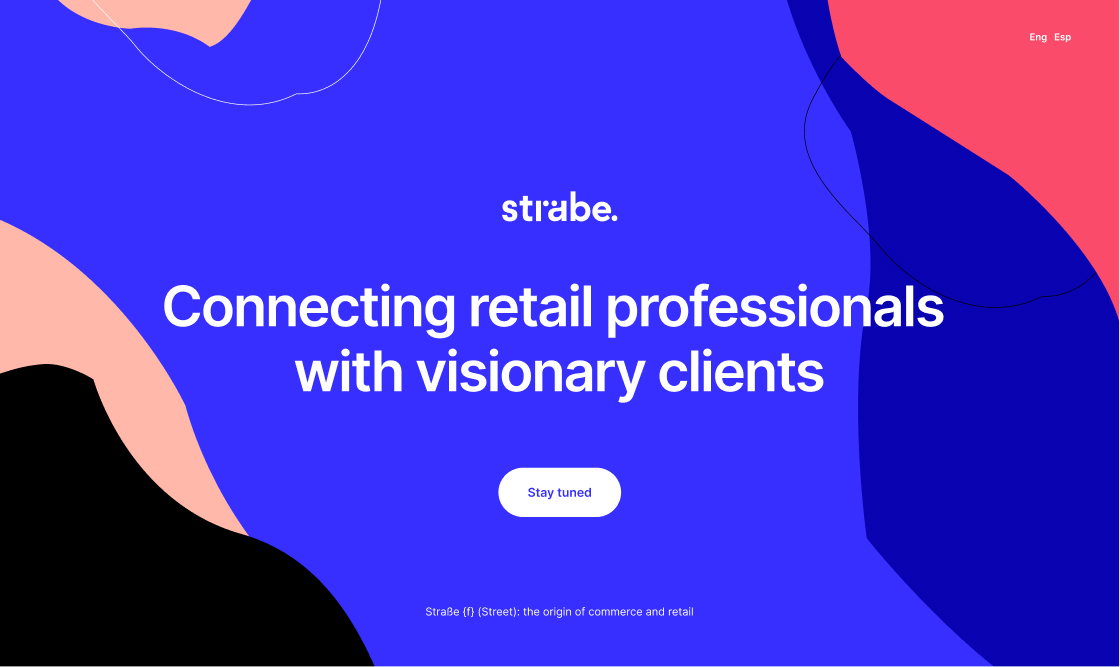 Eng Esp
sträbe.
Connecting retail professionals
with visionary clients
Stay tuned
Straße {f} (Street): the origin of commerce and retail